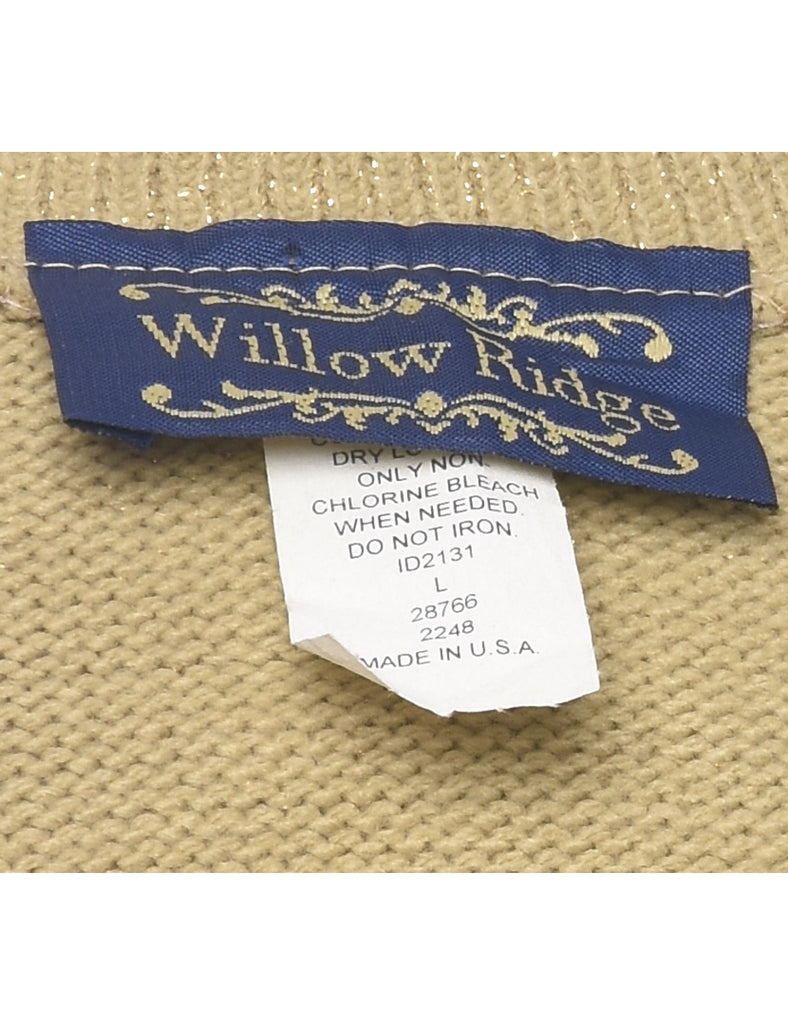 Willow Ridge
DRY
ONLY NON
CHLORINE BLEACH
WHEN NEEDED.
DO NOT IRON.
ID2131
L
28766
2248
MADE IN U.S.A.